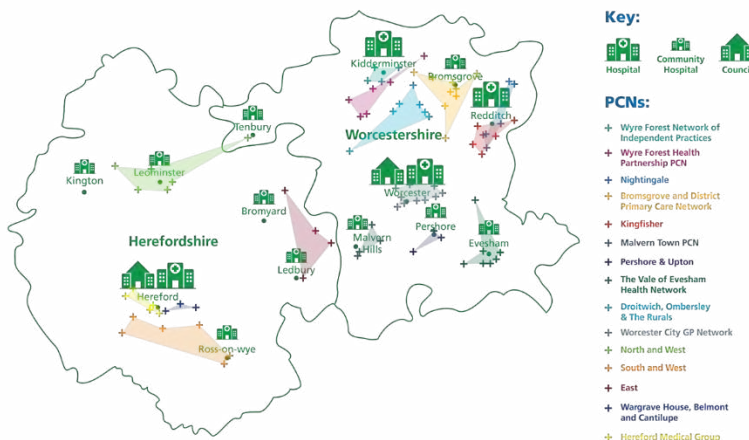 Key:
Hospital
Community
Hospital
Counci
PCNs:
Wyre Forest Network of
Independent Practices
Wyre Forest Health
Partnership PCN
Nightingale
Bromsgrove and District
Primary Care Network
Kingfisher
Malvern Town PCN
Pershore & Upton
The Vale of Evesham
Health Network
Droitwich, Ombersley
& The Rurals
Worcester City GP Network
North and West
South and West
East
Wargrave House, Belmont
and Cantilupe
Hereford Medical Group
Kidderminster
Bromsgrove
Redditch
Tenbury
Worcestershire
Kington
Leominster
Worcester
Bromyard
Pershore
Malvern
Hills
Evesham
Herefordshire
Ledbury
Hereford
Ross-on-wye